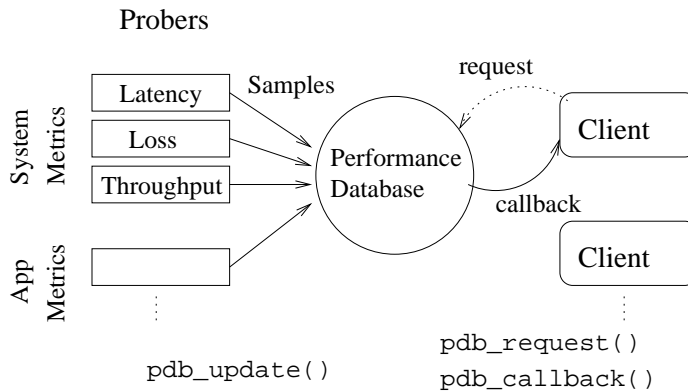 Probers
Samples
request
System
Metrics
Latency
Loss
Throughput
Performance
Database
Client
callback
App
Metrics
Client
pdb_update()
pdb_request()
pdb_callback()